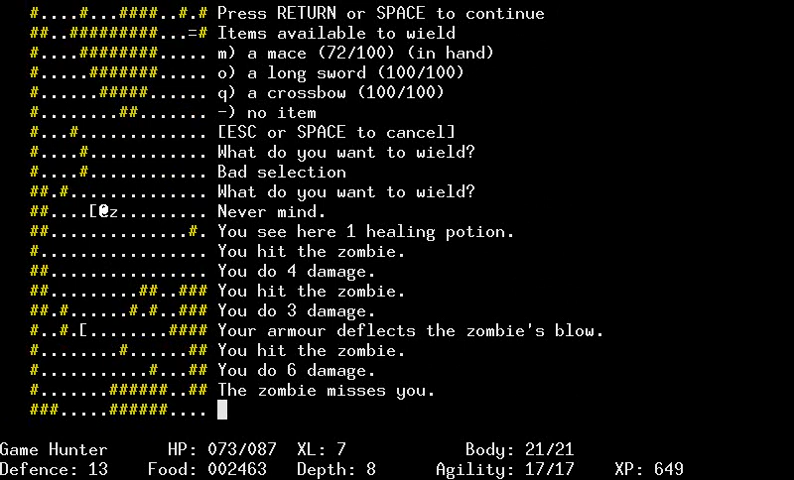 #....#...####..#.# Press RETURN or SPACE to continue
##..#########...=# Items available to wield
#....########..... m) a mace (72/100) (in hand)
#.....#######..... o) a long sword (100/100)
#......#####...... q) a crossbow (100/100)
#........##....... -) no item
#...#............. [ESC or SPACE to cancel]
#....#............ What do you want to wield?
#....#............ Bad selection
##.#.............. What do you want to wield?
##....[@z......... Never mind.
##..............#. You see here 1 healing potion.
#................. You hit the zombie.
##................ You do 4 damage.
##.........##..### You hit the zombie.
##.#......#.#..### You do 3 damage.
#..#.[........#### Your armour deflects the zombie's blow.
#........#......## You hit the zombie.
#...........#...## You do 6 damage.
#.......######..## The zombie misses you.
###.....######....
Game Hunter HP: 073/087 XL: 7 Body: 21/21
Defence: 13 Food: 002463 Depth: 8 Agility: 17/17 XP: 649